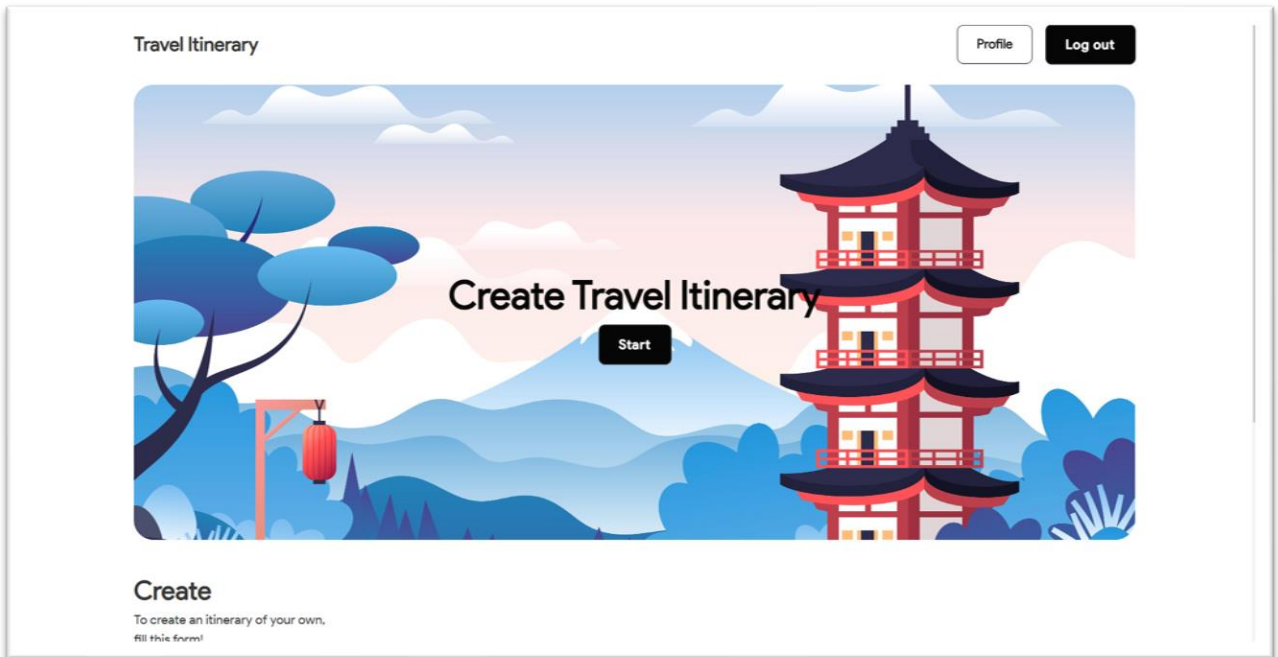 Travel Itinerary
Profile
Log out
Create Travel Itinerary
Start
Create
To create an itinerary of your own,
fill this form!